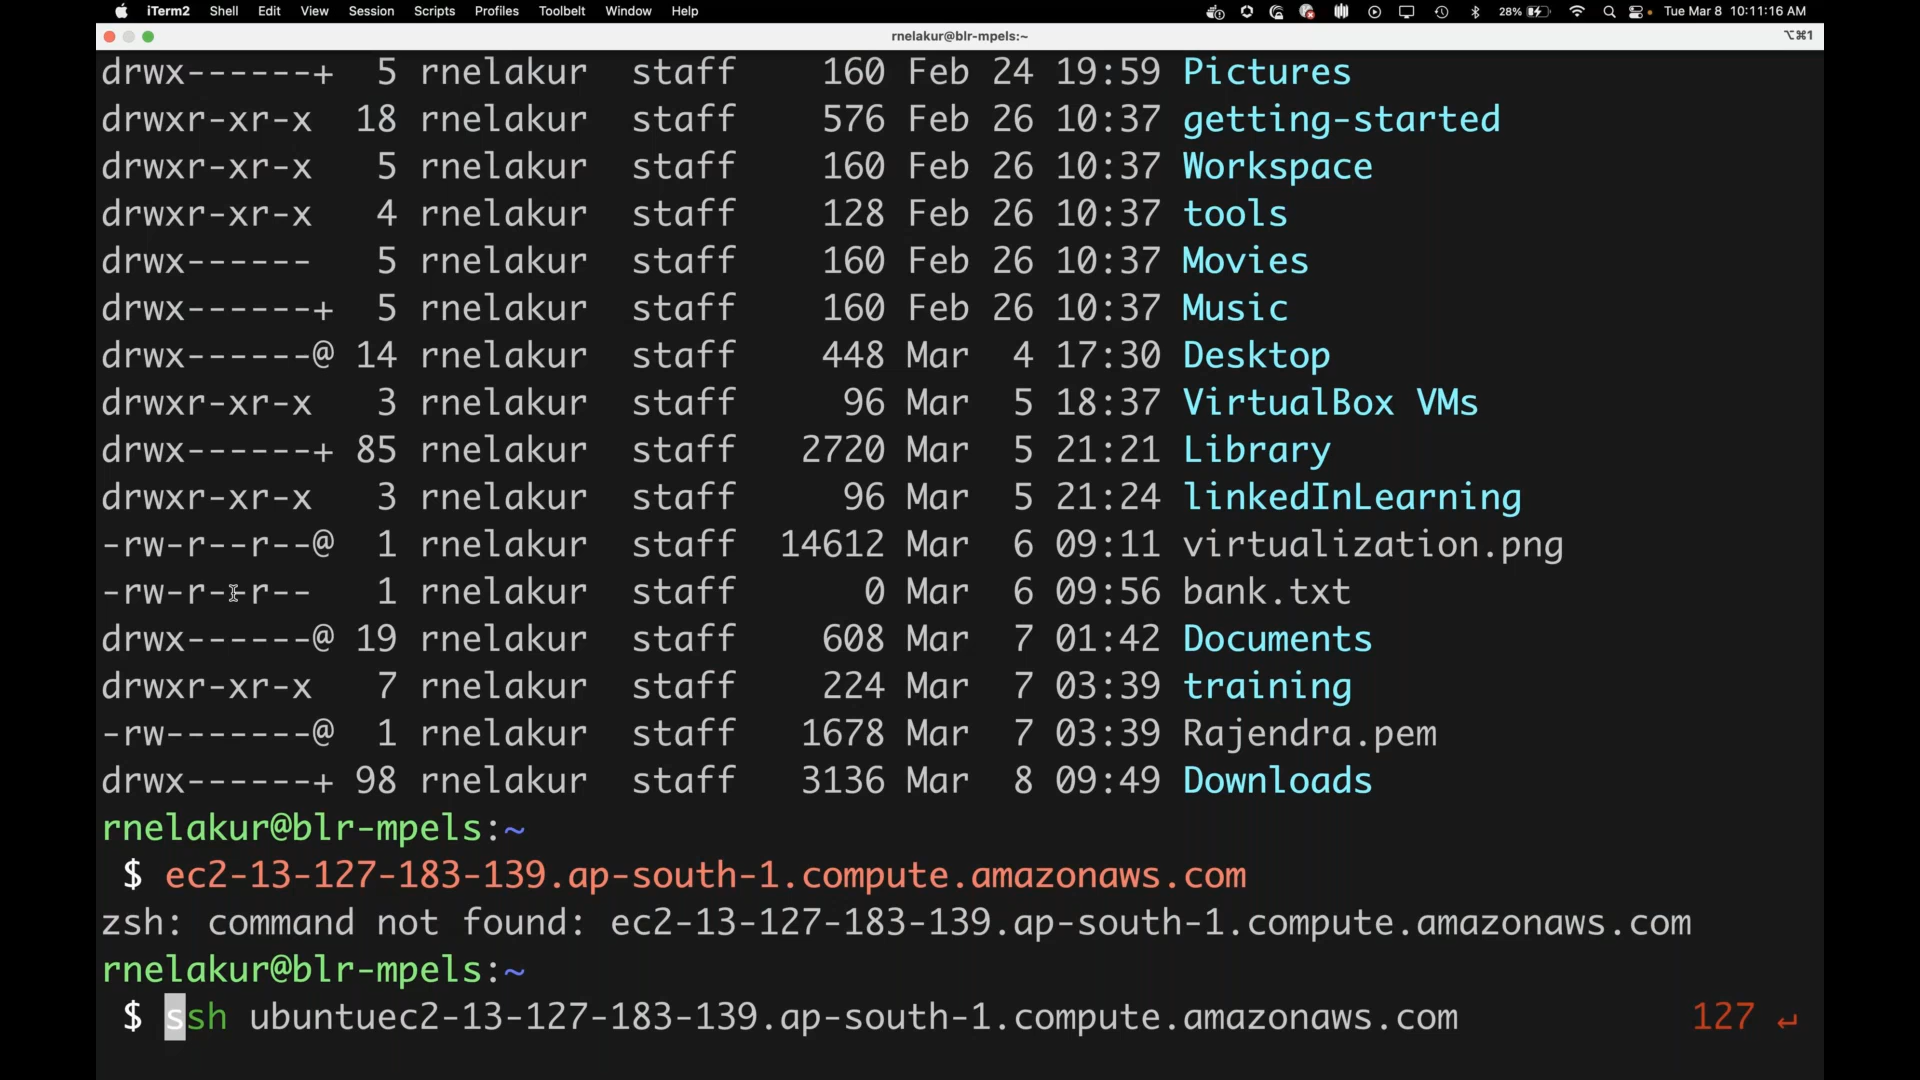 iTerm2 Shell Edit View Session Scripts Profiles Toolbelt Window Help 28% Tue Mar 8 10:11:16 AM
rnelakur@blr-mpels:~ ⌥⌘1
drwx------+ 5 rnelakur staff 160 Feb 24 19:59 Pictures
drwxr-xr-x 18 rnelakur staff 576 Feb 26 10:37 getting-started
drwxr-xr-x 5 rnelakur staff 160 Feb 26 10:37 Workspace
drwxr-xr-x 4 rnelakur staff 128 Feb 26 10:37 tools
drwx------ 5 rnelakur staff 160 Feb 26 10:37 Movies
drwx------+ 5 rnelakur staff 160 Feb 26 10:37 Music
drwx------@ 14 rnelakur staff 448 Mar 4 17:30 Desktop
drwxr-xr-x 3 rnelakur staff 96 Mar 5 18:37 VirtualBox VMs
drwx------+ 85 rnelakur staff 2720 Mar 5 21:21 Library
drwxr-xr-x 3 rnelakur staff 96 Mar 5 21:24 linkedInLearning
-rw-r--r--@ 1 rnelakur staff 14612 Mar 6 09:11 virtualization.png
-rw-r--r-- 1 rnelakur staff 0 Mar 6 09:56 bank.txt
drwx------@ 19 rnelakur staff 608 Mar 7 01:42 Documents
drwxr-xr-x 7 rnelakur staff 224 Mar 7 03:39 training
-rw-------@ 1 rnelakur staff 1678 Mar 7 03:39 Rajendra.pem
drwx------+ 98 rnelakur staff 3136 Mar 8 09:49 Downloads
rnelakur@blr-mpels:~
$ ec2-13-127-183-139.ap-south-1.compute.amazonaws.com
zsh: command not found: ec2-13-127-183-139.ap-south-1.compute.amazonaws.com
rnelakur@blr-mpels:~
$ ssh ubuntuec2-13-127-183-139.ap-south-1.compute.amazonaws.com 127 ↵